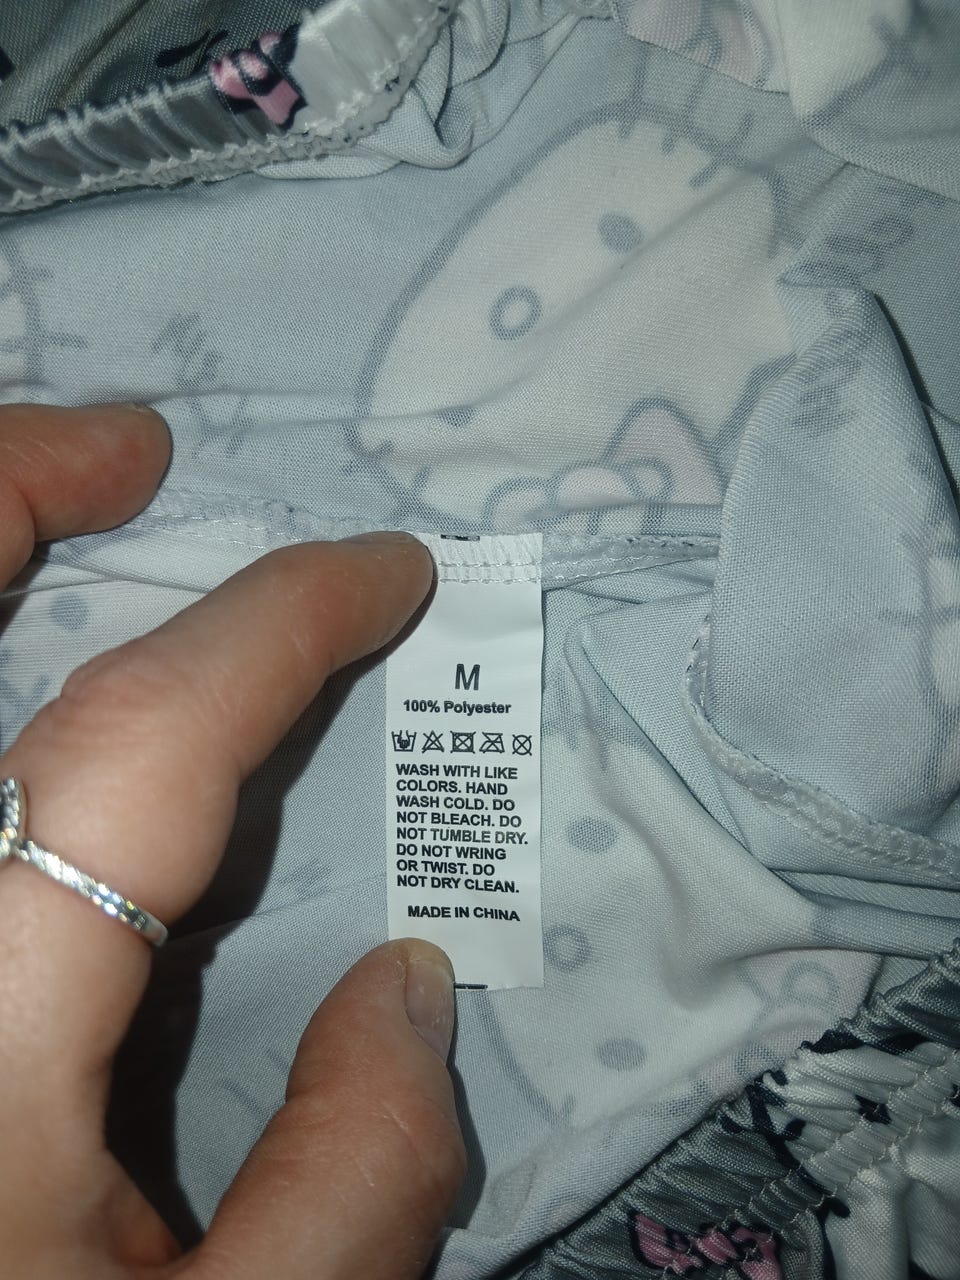 M
100% Polyester
WASH WITH LIKE
COLORS. HAND
WASH COLD. DO
NOT BLEACH. DO
NOT TUMBLE DRY.
DO NOT WRING
OR TWIST. DO
NOT DRY CLEAN.
MADE IN CHINA